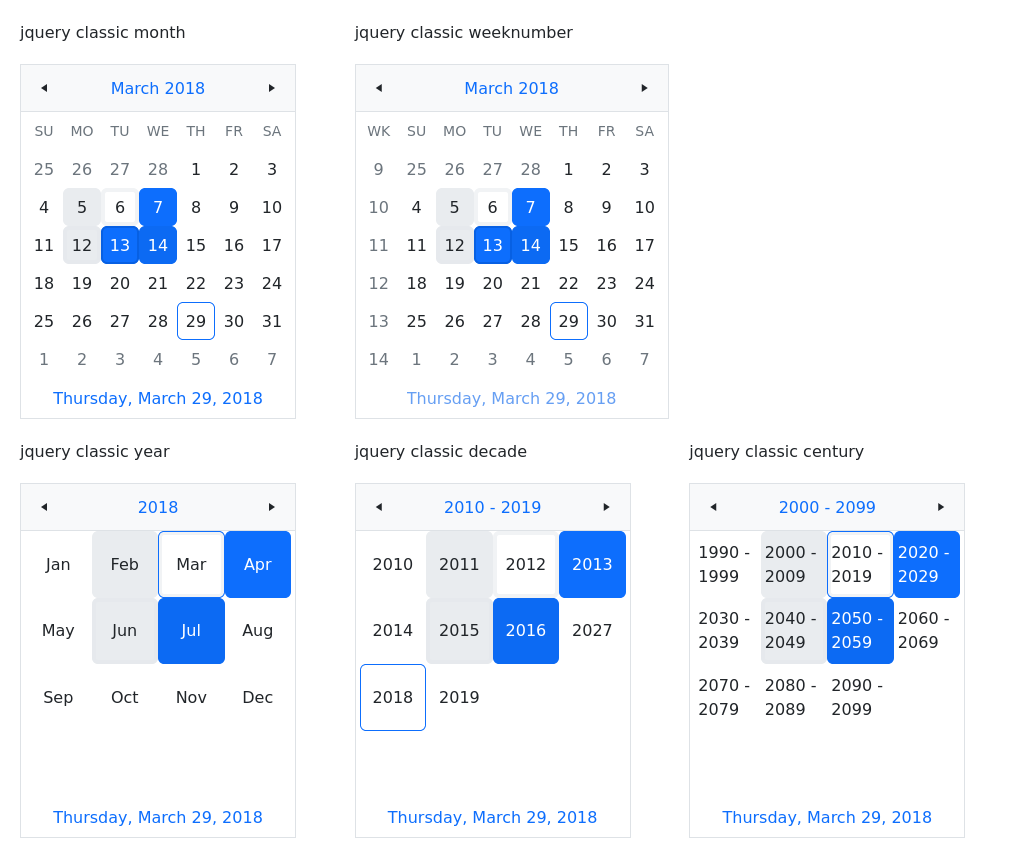 jquery classic month
March 2018
SU MO TU WE TH FR SA
25 26 27 28 1 2 3
4 5 6 7 8 9 10
11 12 13 14 15 16 17
18 19 20 21 22 23 24
25 26 27 28 29 30 31
1 2 3 4 5 6 7
Thursday, March 29, 2018
jquery classic weeknumber
March 2018
WK SU MO TU WE TH FR SA
9 25 26 27 28 1 2 3
10 4 5 6 7 8 9 10
11 11 12 13 14 15 16 17
12 18 19 20 21 22 23 24
13 25 26 27 28 29 30 31
14 1 2 3 4 5 6 7
Thursday, March 29, 2018
jquery classic year
2018
Jan Feb Mar Apr
May Jun Jul Aug
Sep Oct Nov Dec
Thursday, March 29, 2018
jquery classic decade
2010 - 2019
2010 2011 2012 2013
2014 2015 2016 2027
2018 2019
Thursday, March 29, 2018
jquery classic century
2000 - 2099
1990 - 2000 - 2010 - 2020 -
1999 2009 2019 2029
2030 - 2040 - 2050 - 2060 -
2039 2049 2059 2069
2070 - 2080 - 2090 -
2079 2089 2099
Thursday, March 29, 2018